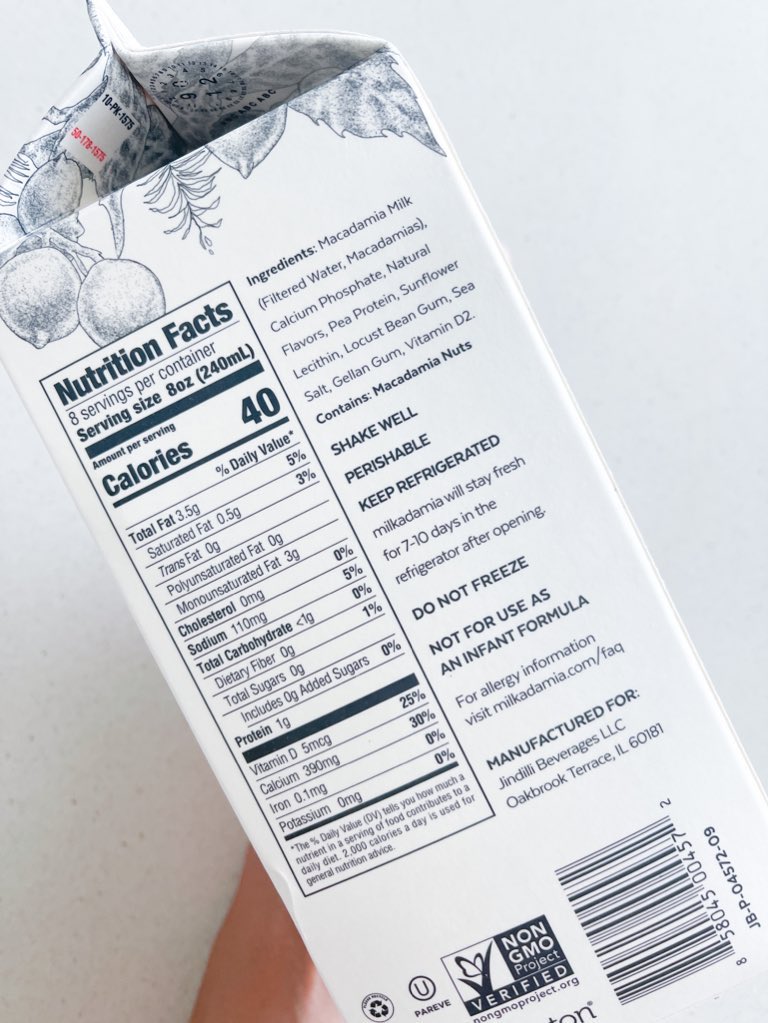 10-PK-1575
50-178-1575
Nutrition Facts
8 servings per container
Serving size 8oz (240mL)
Amount per serving
Calories 40
% Daily Value*
Total Fat 3.5g 5%
Saturated Fat 0.5g 3%
Trans Fat 0g
Polyunsaturated Fat 0g
Monounsaturated Fat 3g
Cholesterol 0mg 0%
Sodium 110mg 5%
Total Carbohydrate <1g 0%
Dietary Fiber 0g 1%
Total Sugars 0g
Includes 0g Added Sugars 0%
Protein 1g
Vitamin D 5mcg 25%
Calcium 390mg 30%
Iron 0.1mg 0%
Potassium 0mg 0%
*The % Daily Value (DV) tells you how much a
nutrient in a serving of food contributes to a
daily diet. 2,000 calories a day is used for
general nutrition advice.
Ingredients: Macadamia Milk
(Filtered Water, Macadamias),
Calcium Phosphate, Natural
Flavors, Pea Protein, Sunflower
Lecithin, Locust Bean Gum, Sea
Salt, Gellan Gum, Vitamin D2.
Contains: Macadamia Nuts
SHAKE WELL
PERISHABLE
KEEP REFRIGERATED
milkadamia will stay fresh
for 7-10 days in the
refrigerator after opening.
DO NOT FREEZE
NOT FOR USE AS
AN INFANT FORMULA
For allergy information
visit milkadamia.com/faq
MANUFACTURED FOR:
Jindilli Beverages LLC
Oakbrook Terrace, IL 60181
8 58045 00457 2
JB-P-04572-09
U
PAREVE
NON
GMO
Project
VERIFIED
nongmoproject.org